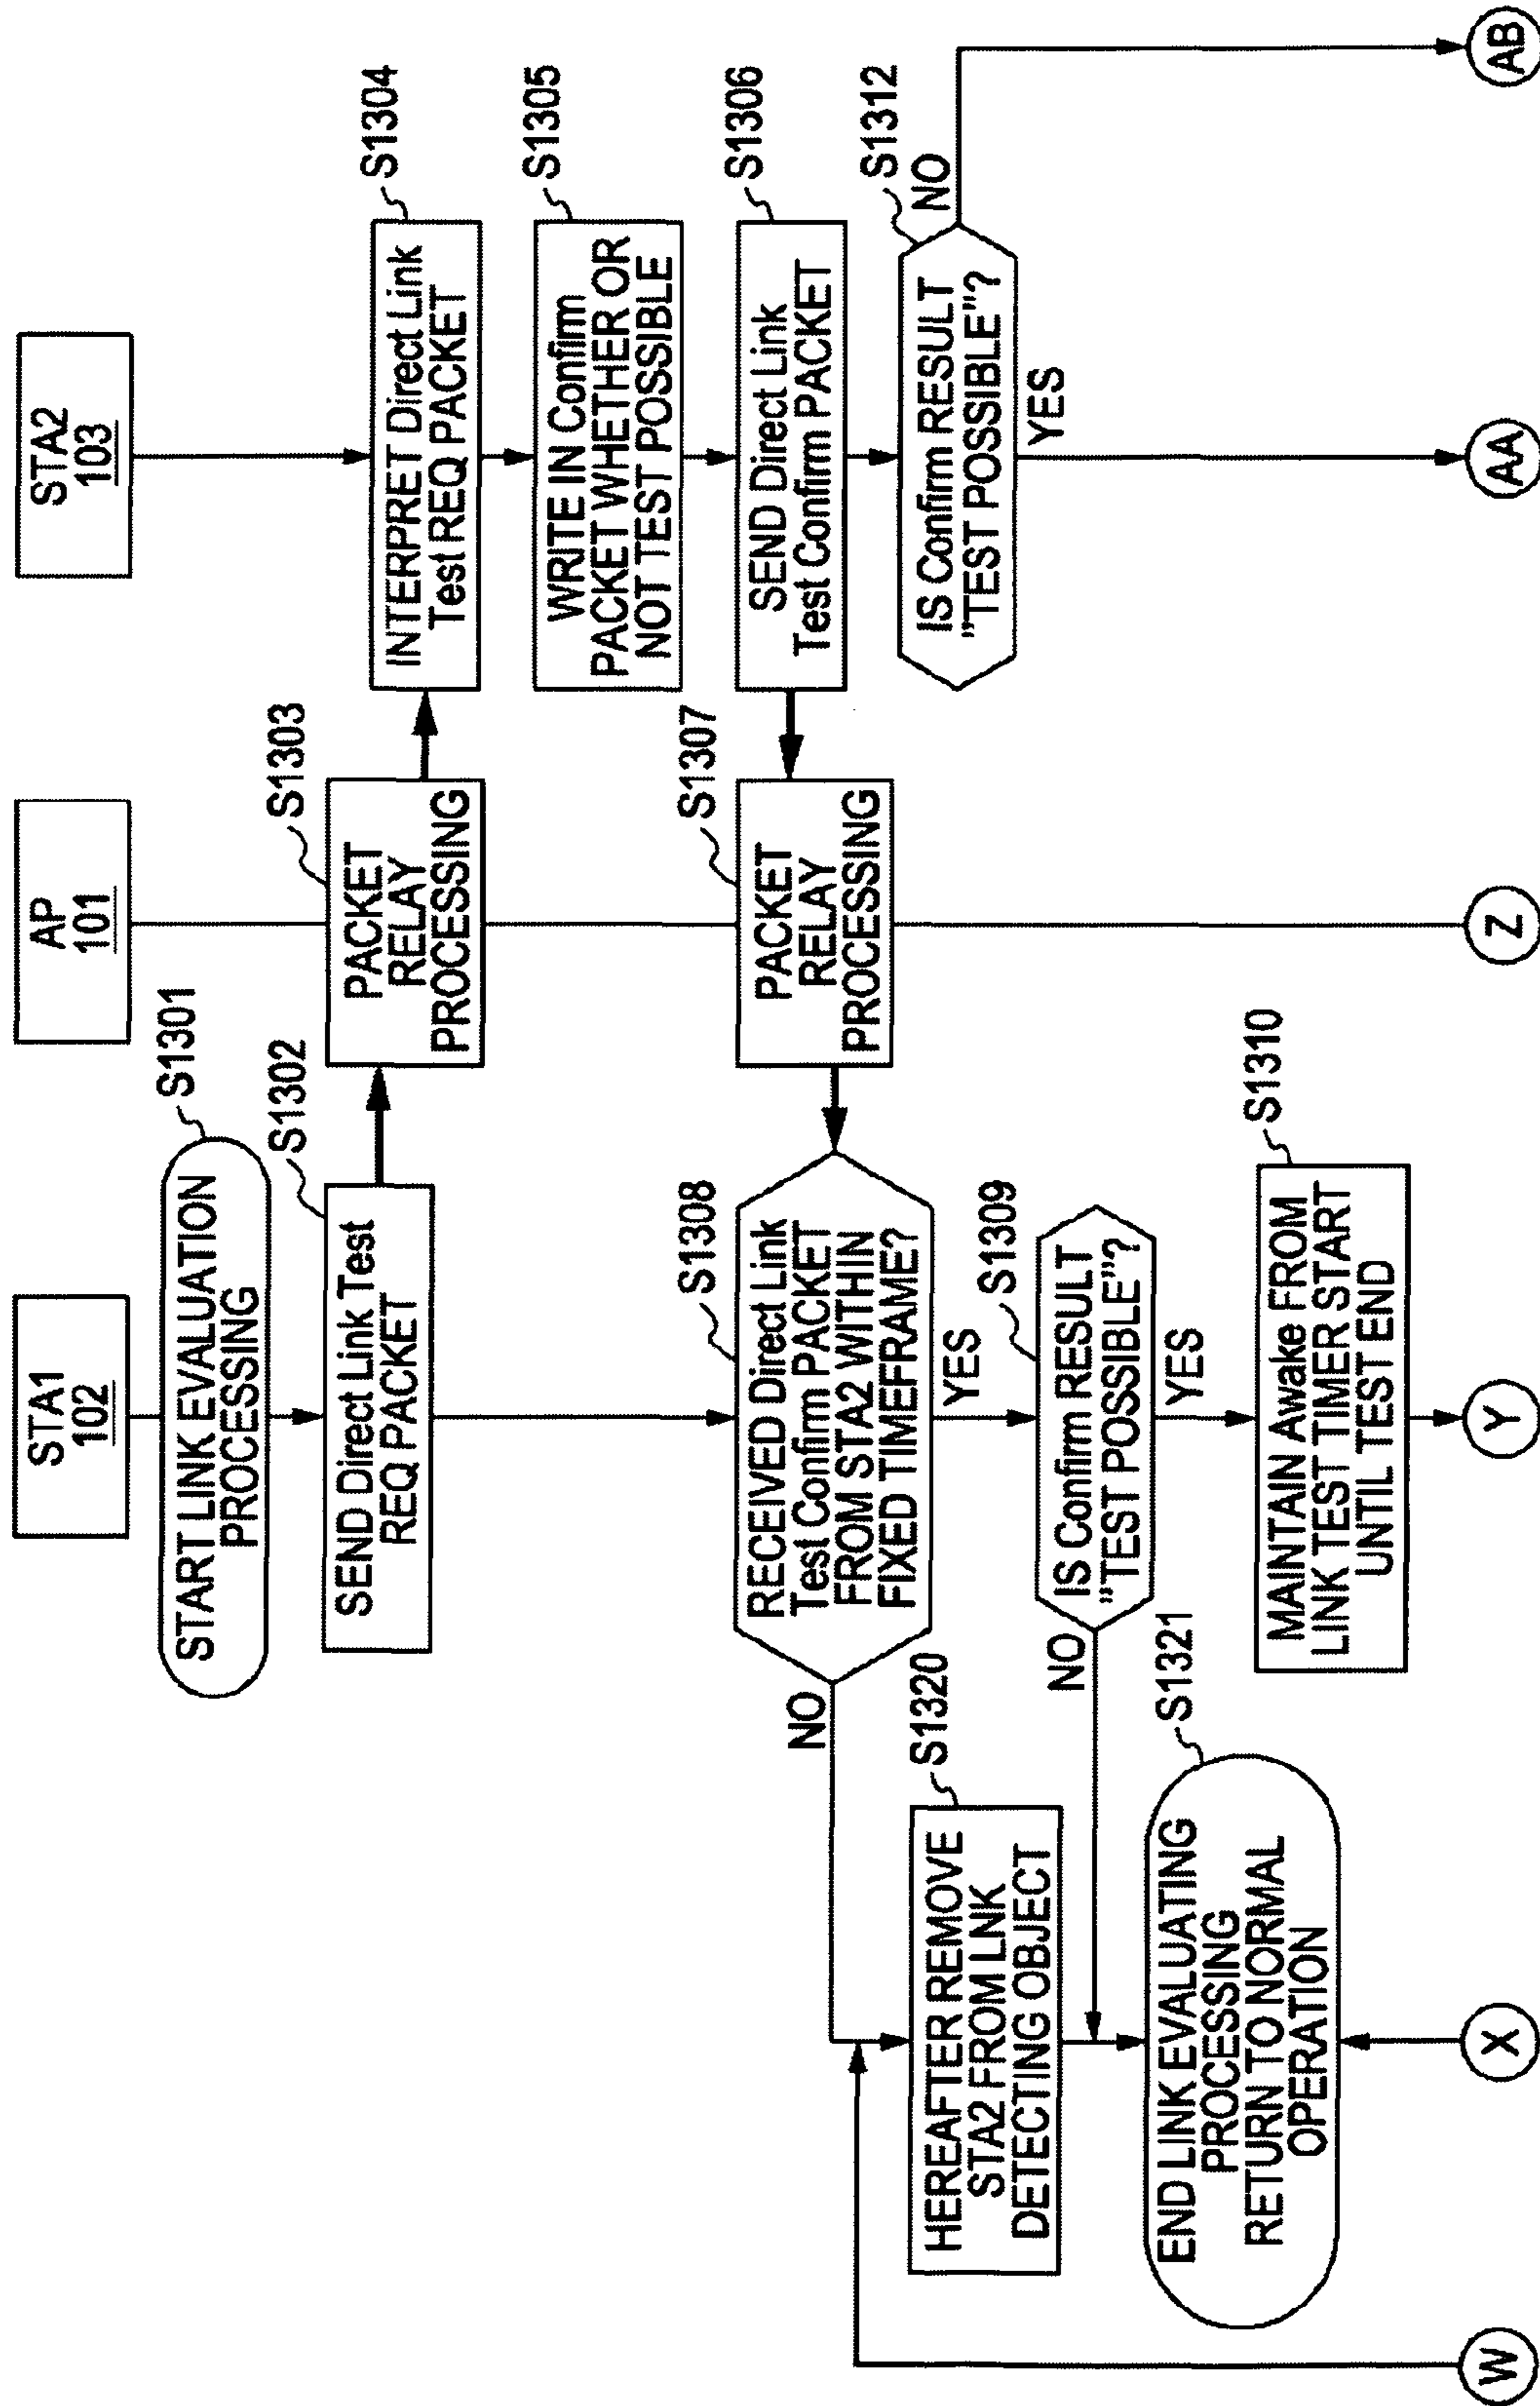 STA1
102
AP
101
STA2
103
S1301
START LINK EVALUATION
PROCESSING
S1302
SEND Direct Link Test
REQ PACKET
S1303
PACKET
RELAY
PROCESSING
S1304
INTERPRET Direct Link
Test REQ PACKET
S1305
WRITE IN Confirm
PACKET WHETHER OR
NOT TEST POSSIBLE
S1306
SEND Direct Link
Test Confirm PACKET
S1307
PACKET
RELAY
PROCESSING
S1308
RECEIVED Direct Link
Test Confirm PACKET
FROM STA2 WITHIN
FIXED TIMEFRAME?
NO
YES
S1312
IS Confirm RESULT
"TEST POSSIBLE"?
NO
YES
S1320
HEREAFTER REMOVE
STA2 FROM LNK
DETECTING OBJECT
S1309
IS Confirm RESULT
"TEST POSSIBLE"?
NO
YES
S1321
END LINK EVALUATING
PROCESSING
RETURN TO NORMAL
OPERATION
S1310
MAINTAIN Awake FROM
LINK TEST TIMER START
UNTIL TEST END
W
X
Y
Z
AA
AB